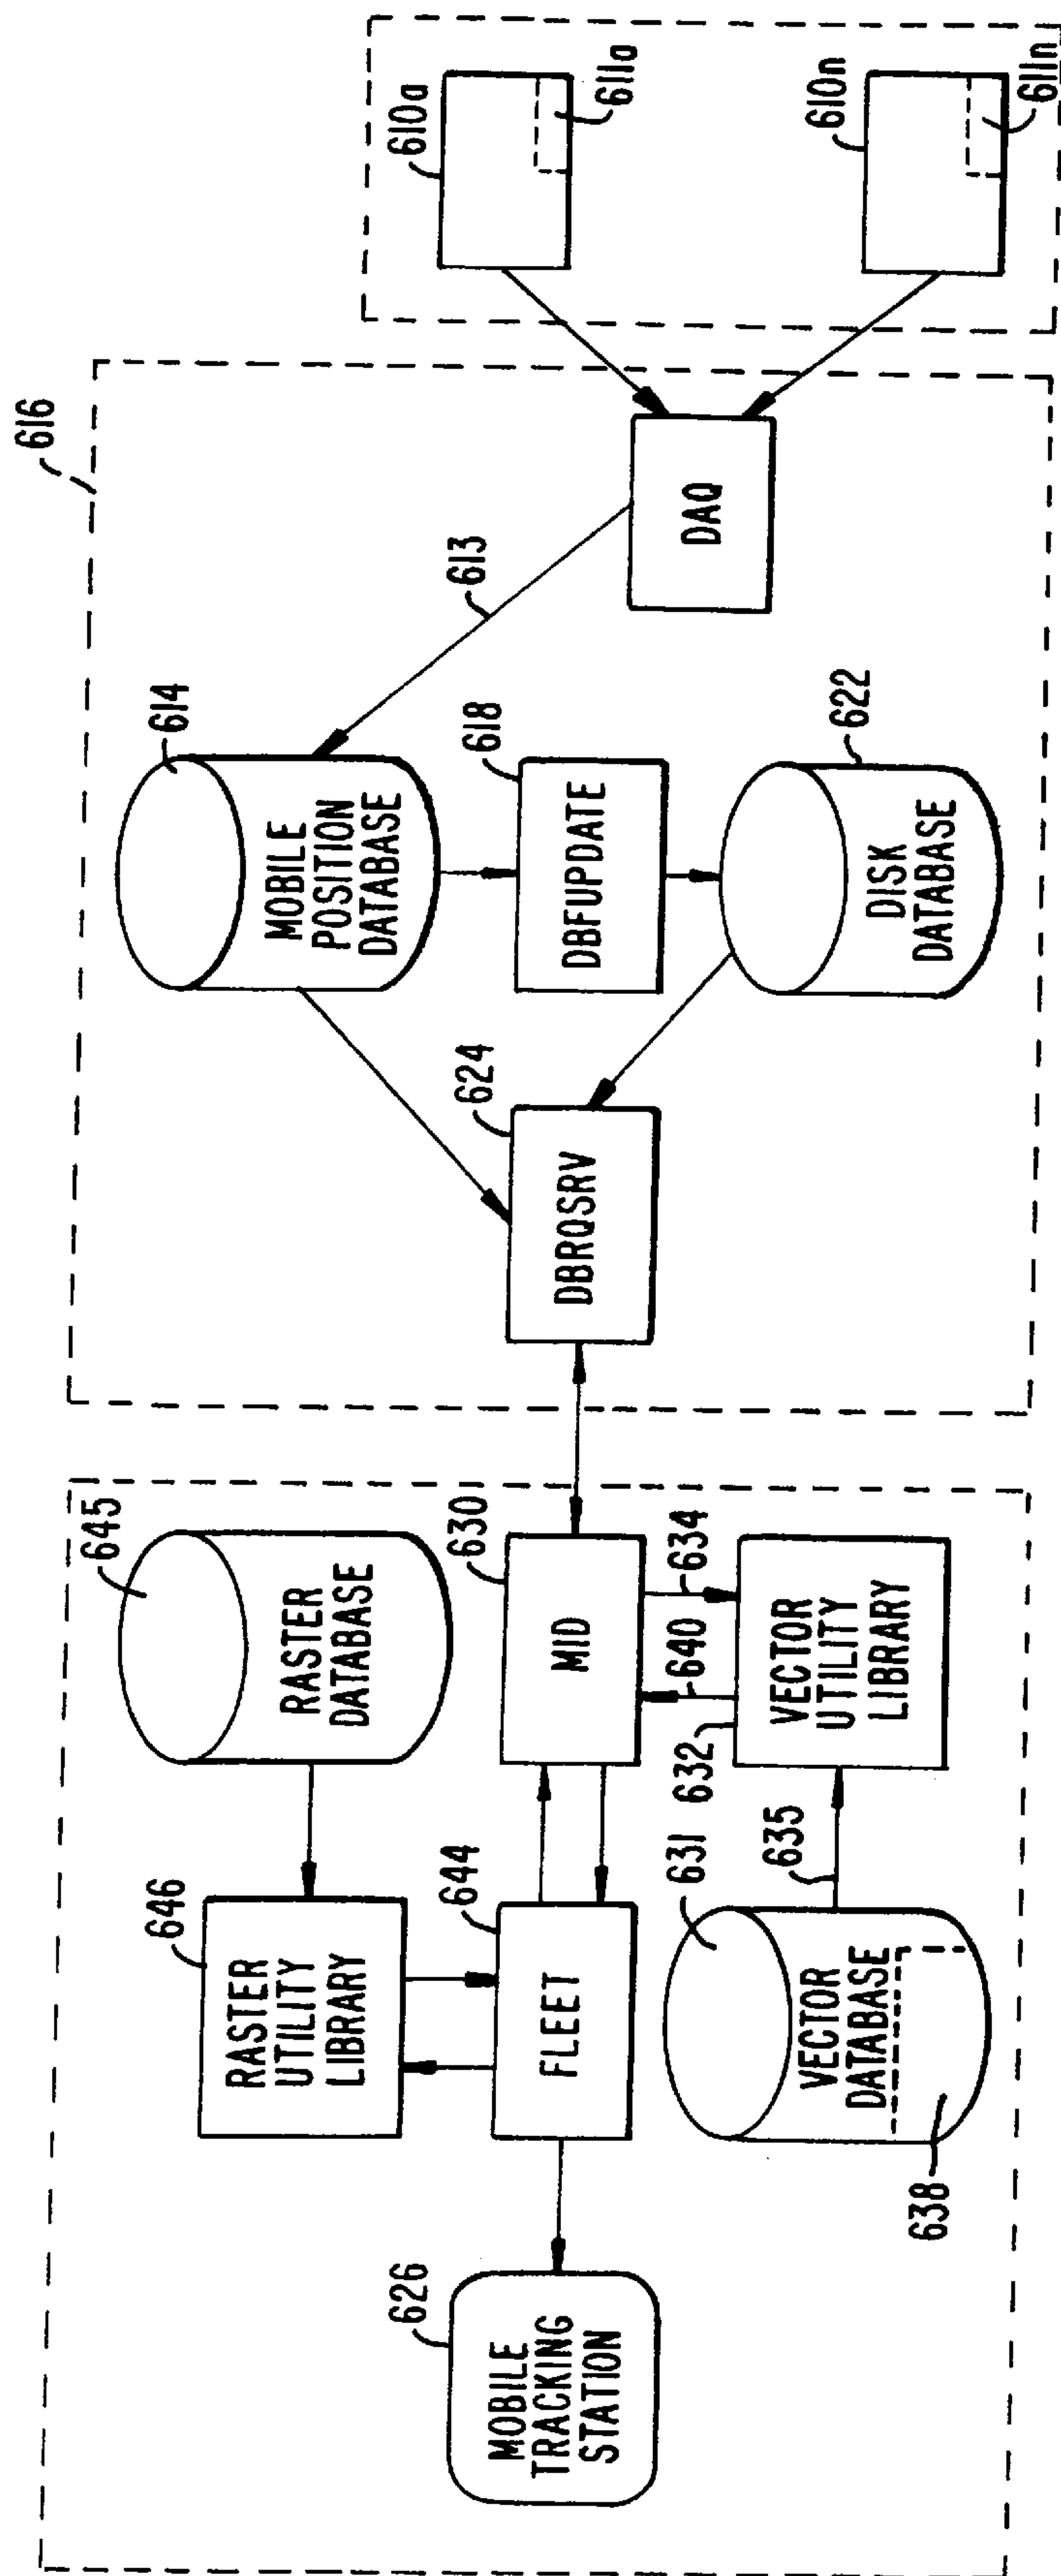 616
610a
611a
610n
611n
DAQ
613
614
MOBILE
POSITION
DATABASE
618
DBFUPDATE
622
DISK
DATABASE
624
DBRQSRV
645
RASTER
DATABASE
630
MID
634
640
632
VECTOR
UTILITY
LIBRARY
646
RASTER
UTILITY
LIBRARY
644
FLEET
631
635
VECTOR
DATABASE
638
626
MOBILE
TRACKING
STATION